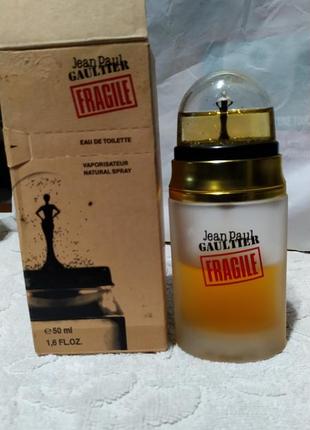 Jean Paul
GAULTIER
FRAGILE
EAU DE TOILETTE
VAPORISATEUR
NATURAL SPRAY
e 50 ml
1,6 FL.OZ.
Jean Paul
GAULTIER
FRAGILE